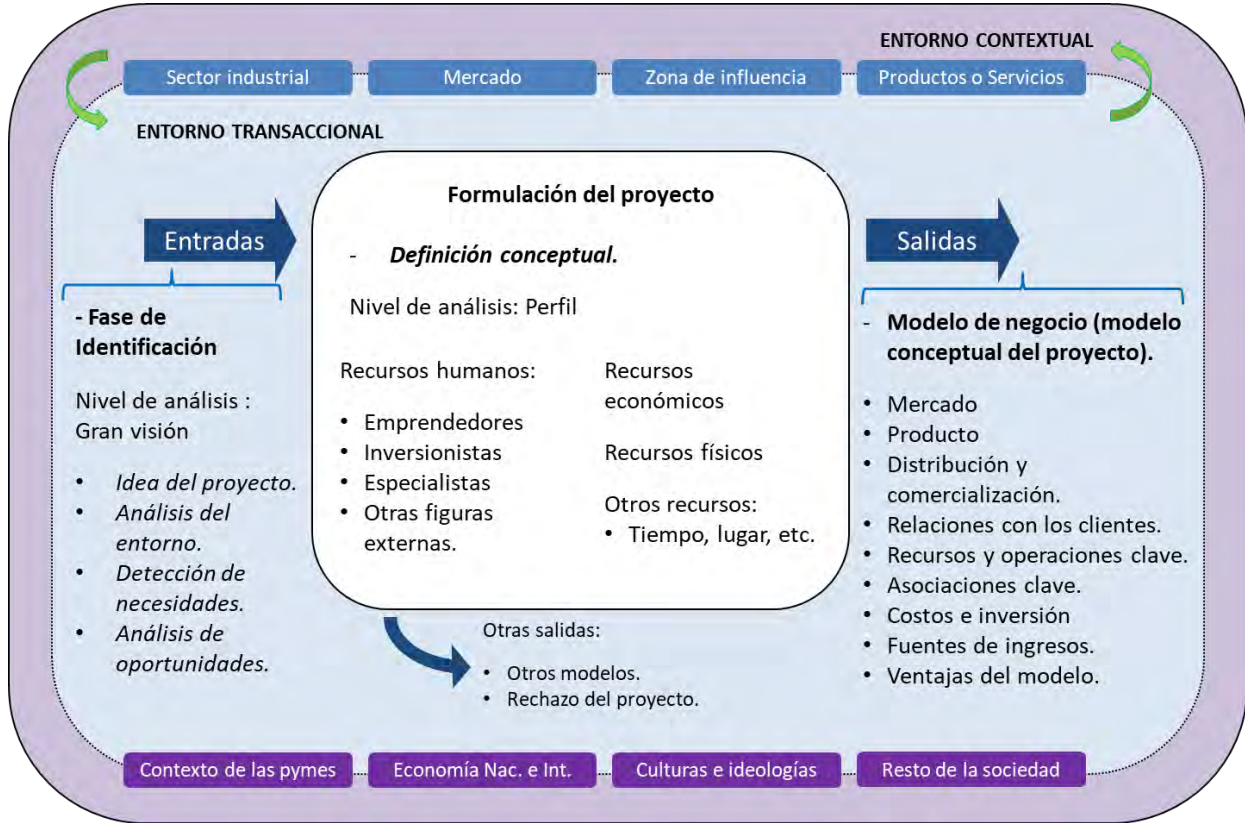 ENTORNO CONTEXTUAL
Sector industrial
Mercado
Zona de influencia
Productos o Servicios
ENTORNO TRANSACCIONAL
Entradas
- Fase de
Identificación
Nivel de análisis :
Gran visión
• Idea del proyecto.
• Análisis del
entorno.
• Detección de
necesidades.
• Análisis de
oportunidades.
Formulación del proyecto
- Definición conceptual.
Nivel de análisis: Perfil
Recursos humanos:
• Emprendedores
• Inversionistas
• Especialistas
• Otras figuras
externas.
Recursos
económicos
Recursos físicos
Otros recursos:
• Tiempo, lugar, etc.
Otras salidas:
• Otros modelos.
• Rechazo del proyecto.
Salidas
- Modelo de negocio (modelo
conceptual del proyecto).
• Mercado
• Producto
• Distribución y
comercialización.
• Relaciones con los clientes.
• Recursos y operaciones clave.
• Asociaciones clave.
• Costos e inversión
• Fuentes de ingresos.
• Ventajas del modelo.
Contexto de las pymes
Economía Nac. e Int.
Culturas e ideologías
Resto de la sociedad